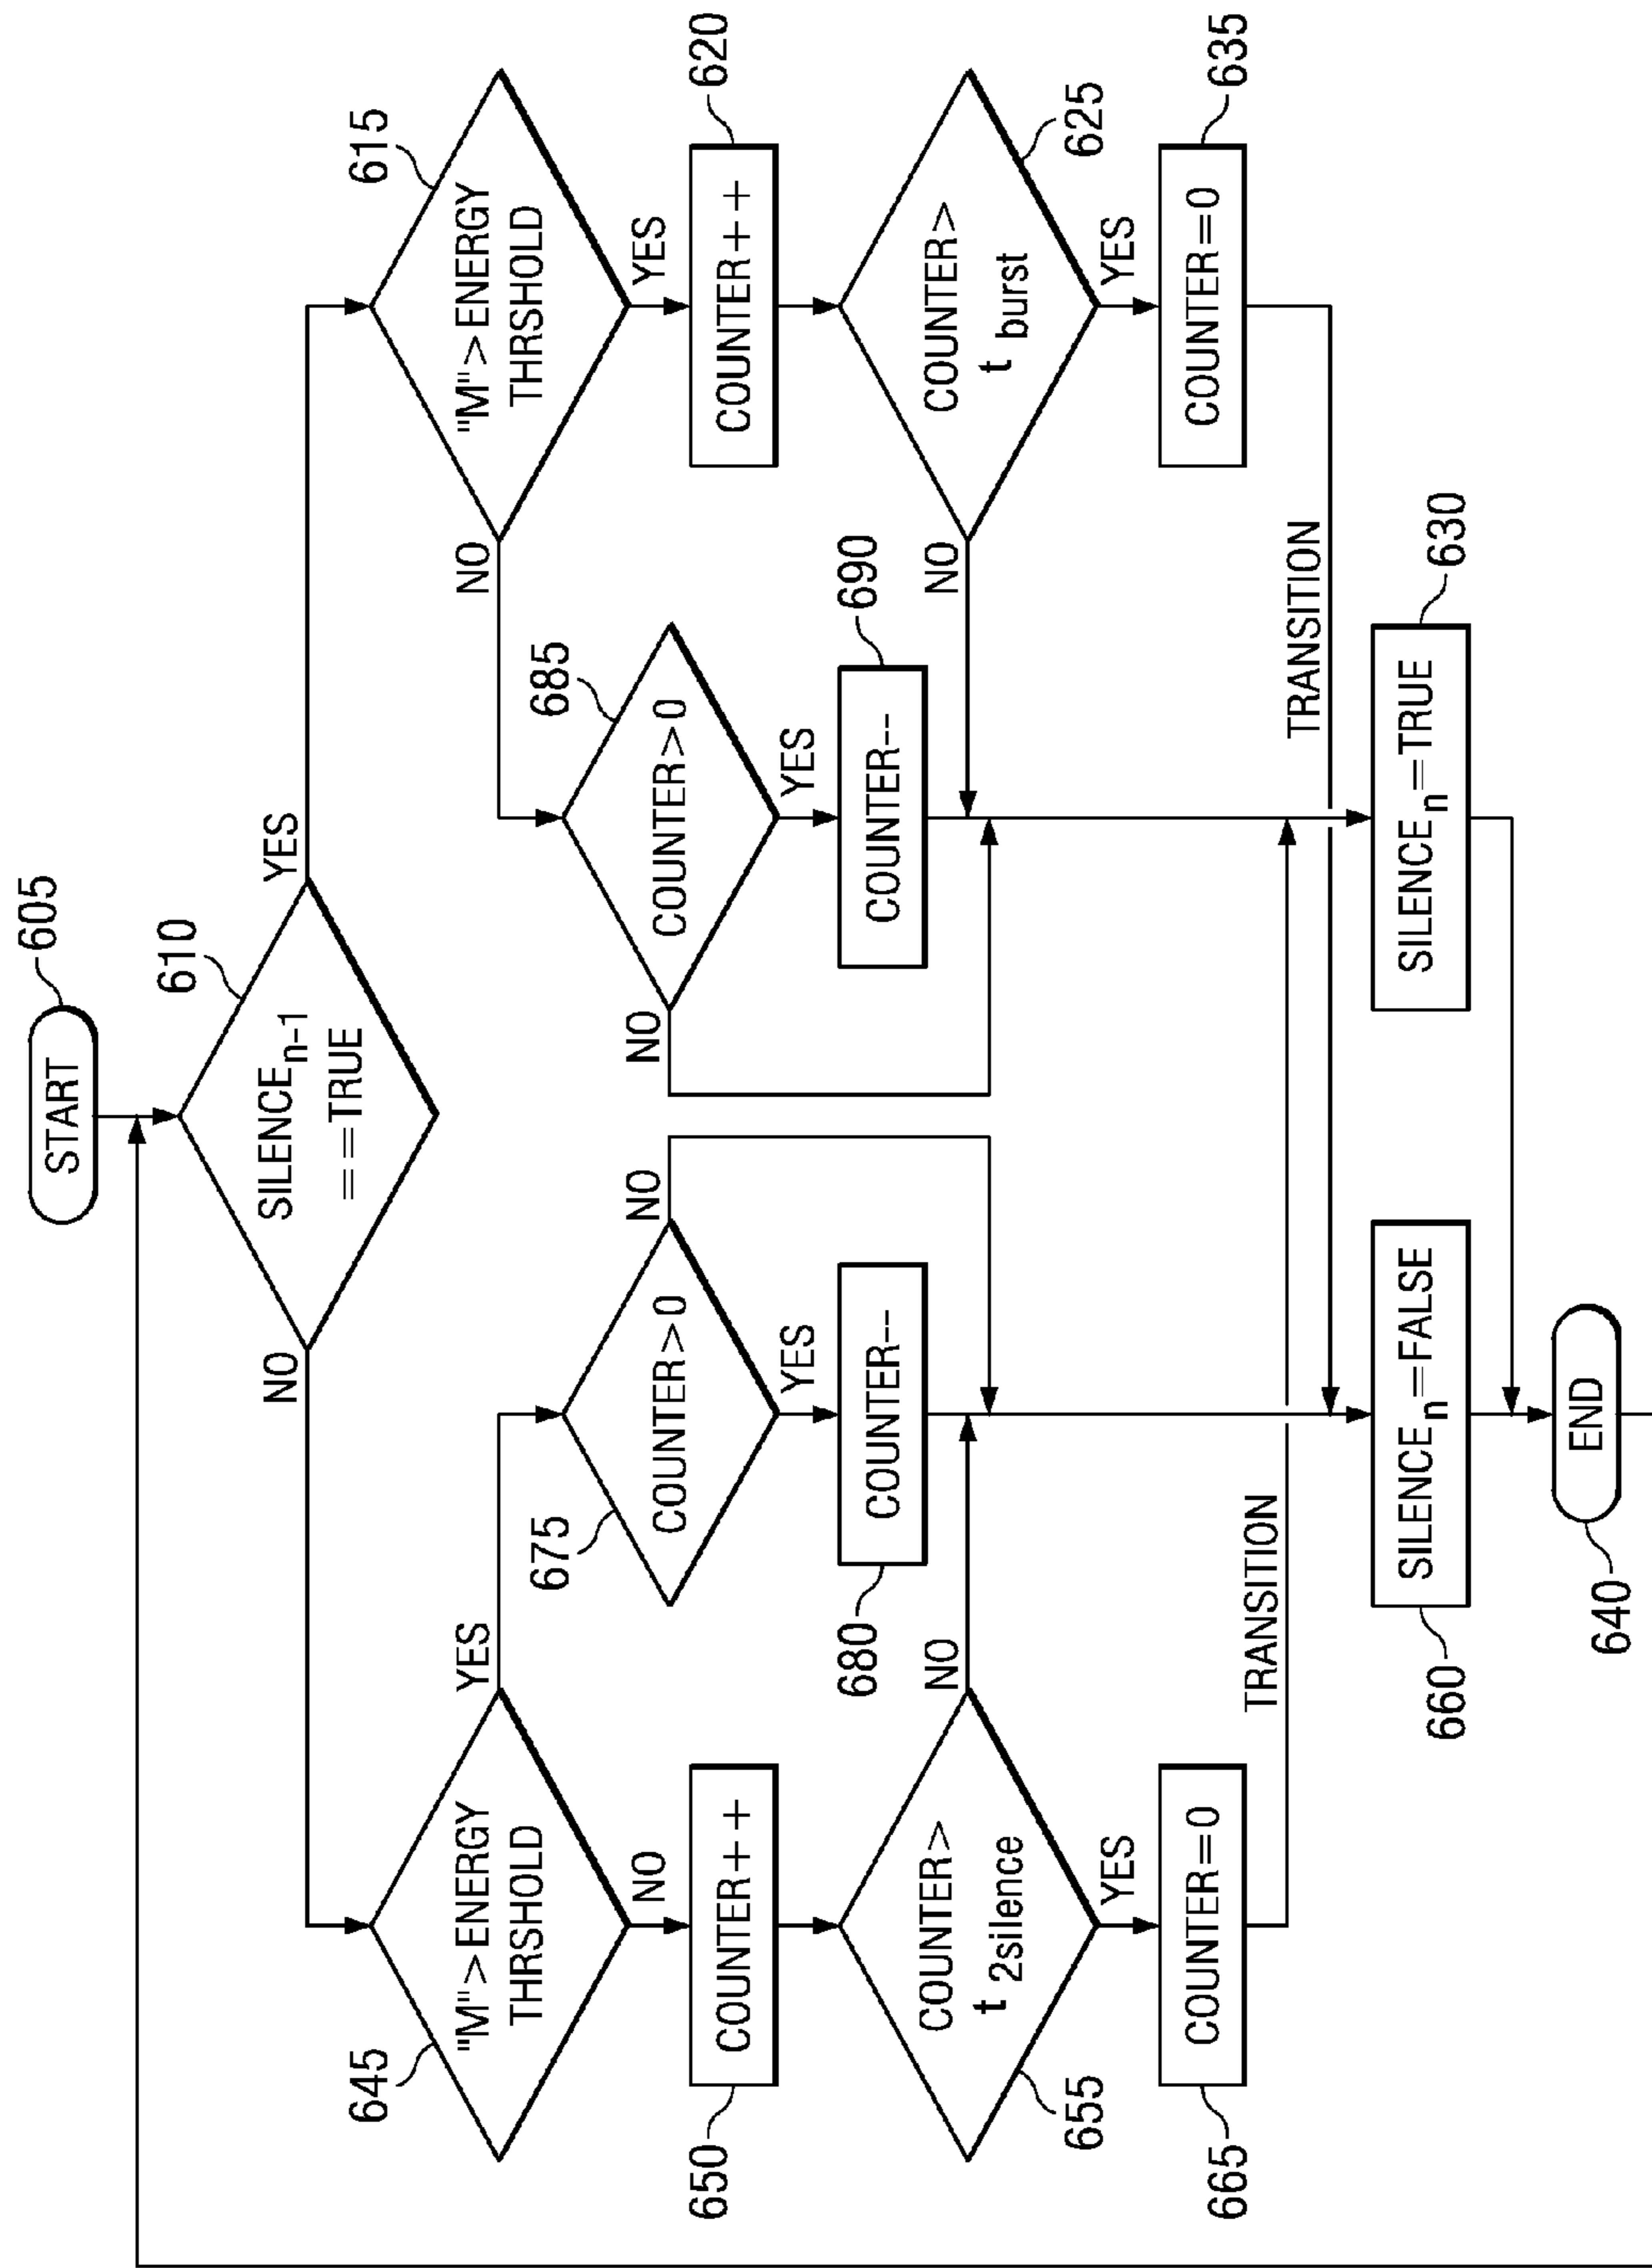 START
605
610
SILENCE n-1
==TRUE
NO
YES
645
"M">ENERGY
THRSHOLD
YES
NO
615
"M">ENERGY
THRSHOLD
NO
YES
675
COUNTER>0
NO
YES
685
COUNTER>0
NO
YES
650
COUNTER++
620
COUNTER++
680
COUNTER--
690
COUNTER--
655
COUNTER>
t 2silence
NO
YES
625
COUNTER>
t burst
NO
YES
665
COUNTER=0
635
COUNTER=0
TRANSITION
TRANSITION
660
SILENCE n=FALSE
630
SILENCE n=TRUE
640
END